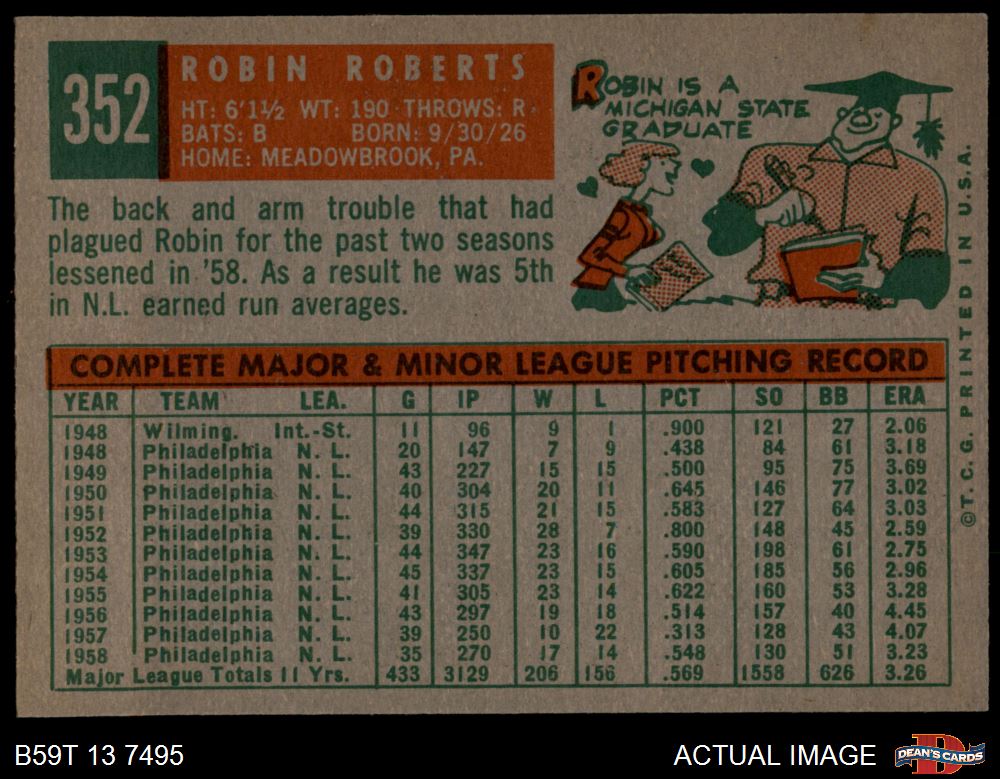 352
ROBIN ROBERTS
HT: 6'1½ WT: 190 THROWS: R·
BATS: B BORN: 9/30/26
HOME: MEADOWBROOK, PA.
ROBIN IS A
MICHIGAN STATE
GRADUATE
The back and arm trouble that had
plagued Robin for the past two seasons
lessened in '58. As a result he was 5th
in N.L. earned run averages.
COMPLETE MAJOR & MINOR LEAGUE PITCHING RECORD
YEAR TEAM LEA. G IP W L PCT SO BB ERA
1948 Wilming. Int.-St. 11 96 9 1 .900 121 27 2.06
1948 Philadelphia N. L. 20 147 7 9 .438 84 61 3.18
1949 Philadelphia N. L. 43 227 15 15 .500 95 75 3.69
1950 Philadelphia N. L. 40 304 20 11 .645 146 77 3.02
1951 Philadelphia N. L. 44 315 21 15 .583 127 64 3.03
1952 Philadelphia N. L. 39 330 28 7 .800 148 45 2.59
1953 Philadelphia N. L. 44 347 23 16 .590 198 61 2.75
1954 Philadelphia N. L. 45 337 23 15 .605 185 56 2.96
1955 Philadelphia N. L. 41 305 23 14 .622 160 53 3.28
1956 Philadelphia N. L. 43 297 19 18 .514 157 40 4.45
1957 Philadelphia N. L. 39 250 10 22 .313 128 43 4.07
1958 Philadelphia N. L. 35 270 17 14 .548 130 51 3.23
Major League Totals 11 Yrs. 433 3129 206 156 .569 1558 626 3.26
©T.C.G. PRINTED IN U.S.A.
B59T 13 7495
ACTUAL IMAGE
DEAN'S CARDS